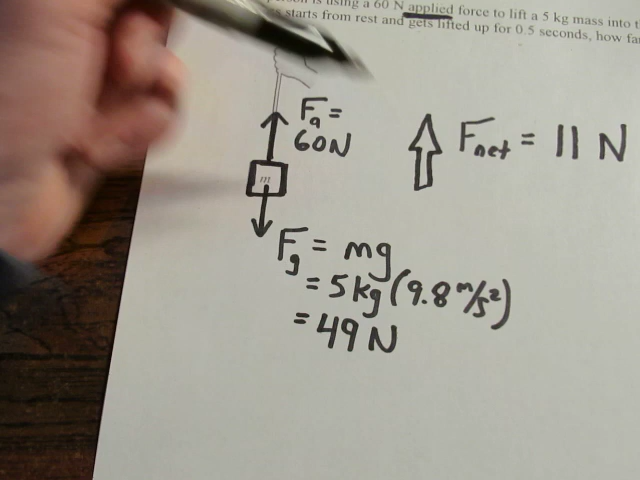 is using a 60 N applied force to lift a 5 kg mass into
starts from rest and gets lifted up for 0.5 seconds, how
Fa =
60N
Fnet = 11 N
m
Fg = mg
= 5kg (9.8 m/s²)
= 49 N